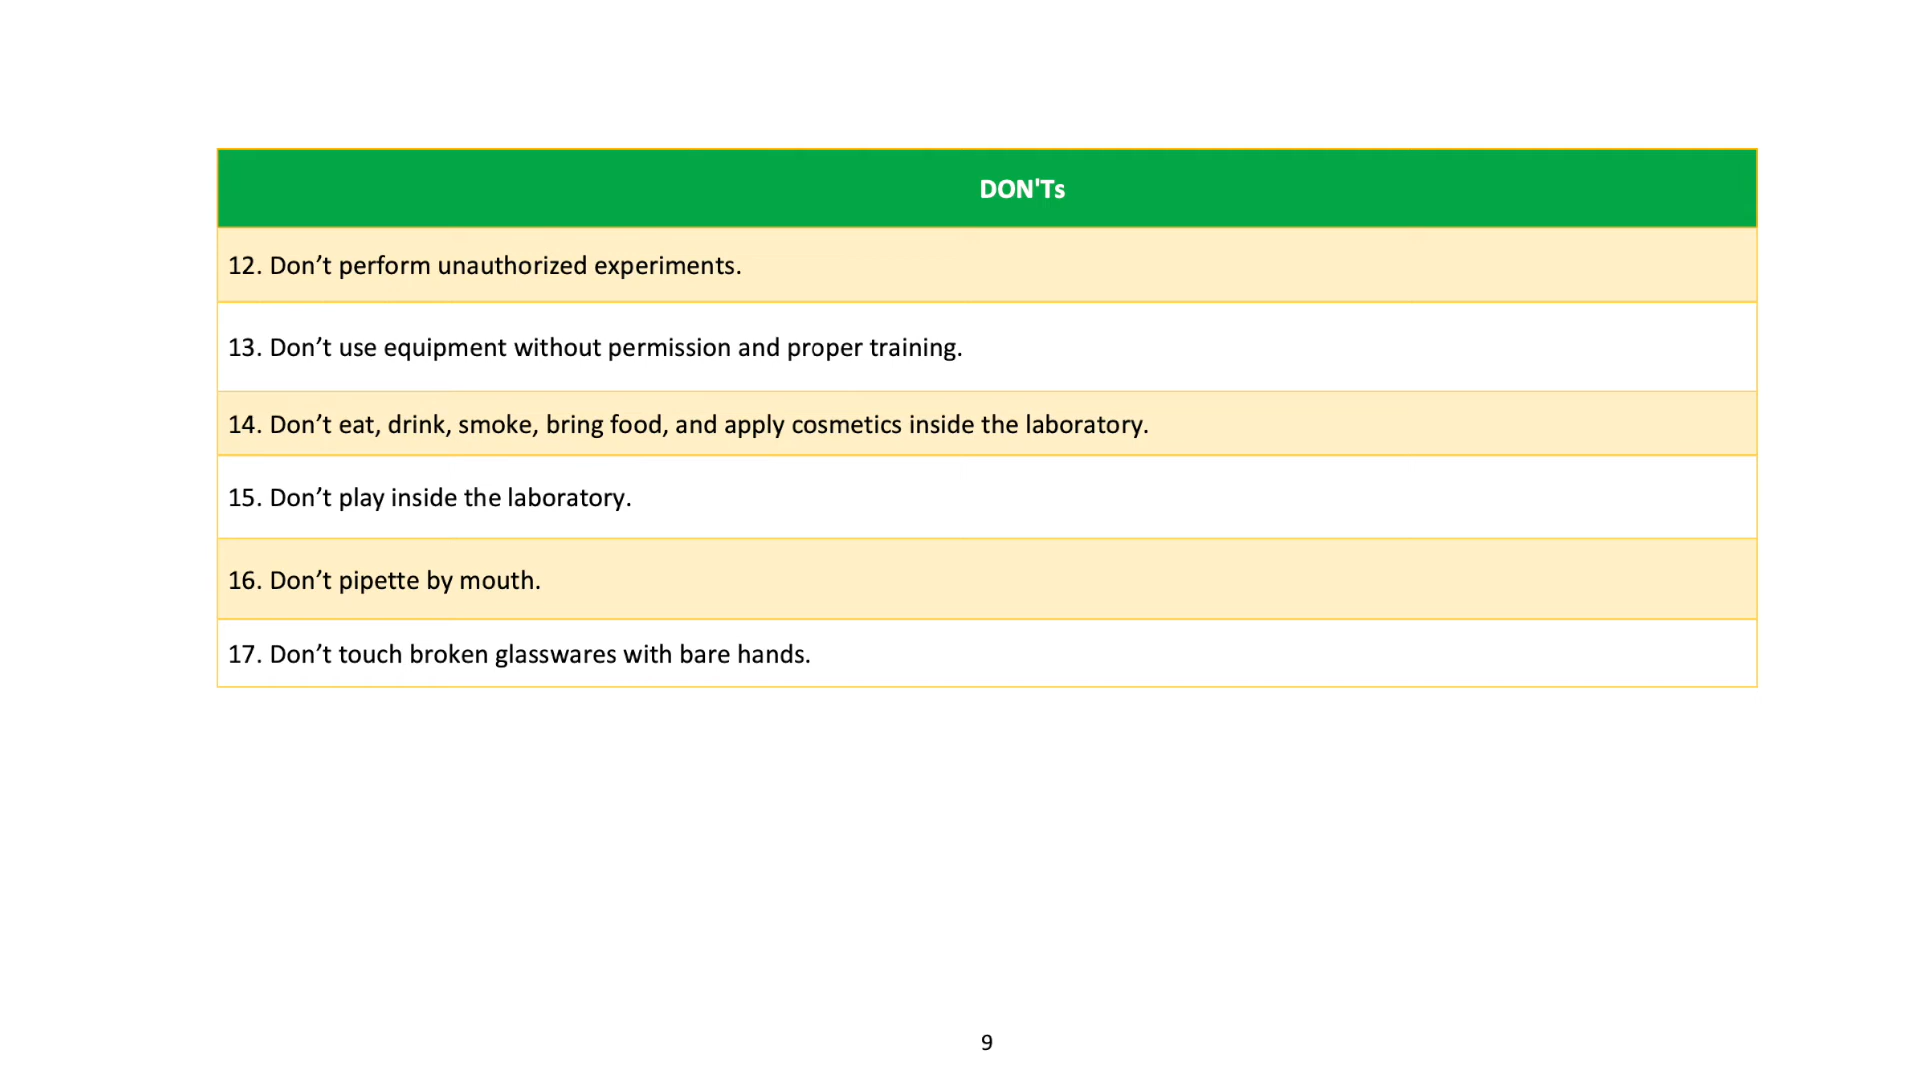 DON'Ts
12. Don’t perform unauthorized experiments.
13. Don’t use equipment without permission and proper training.
14. Don’t eat, drink, smoke, bring food, and apply cosmetics inside the laboratory.
15. Don’t play inside the laboratory.
16. Don’t pipette by mouth.
17. Don’t touch broken glasswares with bare hands.
9